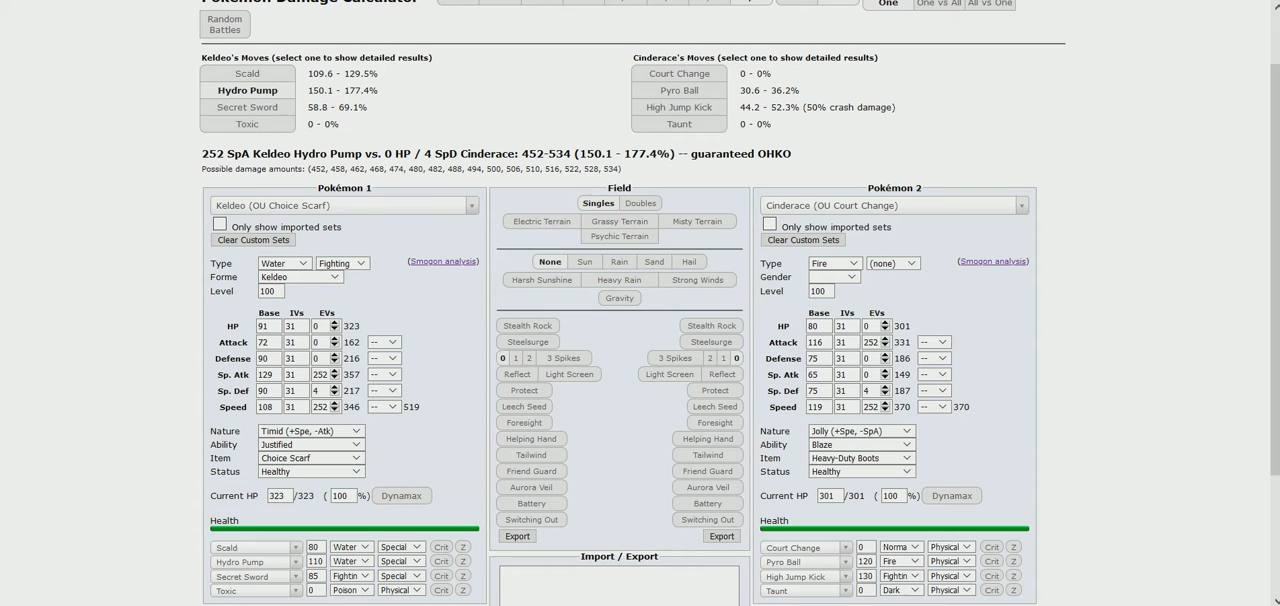 Pokémon Damage Calculator
One One vs All All vs One
Random Battles
Keldeo's Moves (select one to show detailed results) Cinderace's Moves (select one to show detailed results)
Scald 109.6 - 129.5% Court Change 0 - 0%
Hydro Pump 150.1 - 177.4% Pyro Ball 30.6 - 36.2%
Secret Sword 58.8 - 69.1% High Jump Kick 44.2 - 52.3% (50% crash damage)
Toxic 0 - 0% Taunt 0 - 0%
252 SpA Keldeo Hydro Pump vs. 0 HP / 4 SpD Cinderace: 452-534 (150.1 - 177.4%) -- guaranteed OHKO
Possible damage amounts: (452, 458, 462, 468, 474, 480, 482, 488, 494, 500, 506, 510, 516, 522, 528, 534)
Pokémon 1
Keldeo (OU Choice Scarf)
Only show imported sets
Clear Custom Sets
Type Water Fighting (Smogon analysis)
Forme Keldeo
Level 100
Base IVs EVs
HP 91 31 0 323
Attack 72 31 0 162 --
Defense 90 31 0 216 --
Sp. Atk 129 31 252 357 --
Sp. Def 90 31 4 217 --
Speed 108 31 252 346 -- 519
Nature Timid (+Spe, -Atk)
Ability Justified
Item Choice Scarf
Status Healthy
Current HP 323 /323 ( 100 %) Dynamax
Health
Scald 80 Water Special Crit Z
Hydro Pump 110 Water Special Crit Z
Secret Sword 85 Fightin Special Crit Z
Toxic 0 Poison Physical Crit Z
Field
Singles Doubles
Electric Terrain Grassy Terrain Misty Terrain
Psychic Terrain
None Sun Rain Sand Hail
Harsh Sunshine Heavy Rain Strong Winds
Gravity
Stealth Rock Stealth Rock
Steelsurge Steelsurge
0 1 2 3 Spikes 3 Spikes 2 1 0
Reflect Light Screen Light Screen Reflect
Protect Protect
Leech Seed Leech Seed
Foresight Foresight
Helping Hand Helping Hand
Tailwind Tailwind
Friend Guard Friend Guard
Aurora Veil Aurora Veil
Battery Battery
Switching Out Switching Out
Export Export
Import / Export
Pokémon 2
Cinderace (OU Court Change)
Only show imported sets
Clear Custom Sets
Type Fire (none) (Smogon analysis)
Gender
Level 100
Base IVs EVs
HP 80 31 0 301
Attack 116 31 252 331 --
Defense 75 31 0 186 --
Sp. Atk 65 31 0 149 --
Sp. Def 75 31 4 187 --
Speed 119 31 252 370 -- 370
Nature Jolly (+Spe, -SpA)
Ability Blaze
Item Heavy-Duty Boots
Status Healthy
Current HP 301 /301 ( 100 %) Dynamax
Health
Court Change 0 Norma Physical Crit Z
Pyro Ball 120 Fire Physical Crit Z
High Jump Kick 130 Fightin Physical Crit Z
Taunt 0 Dark Physical Crit Z